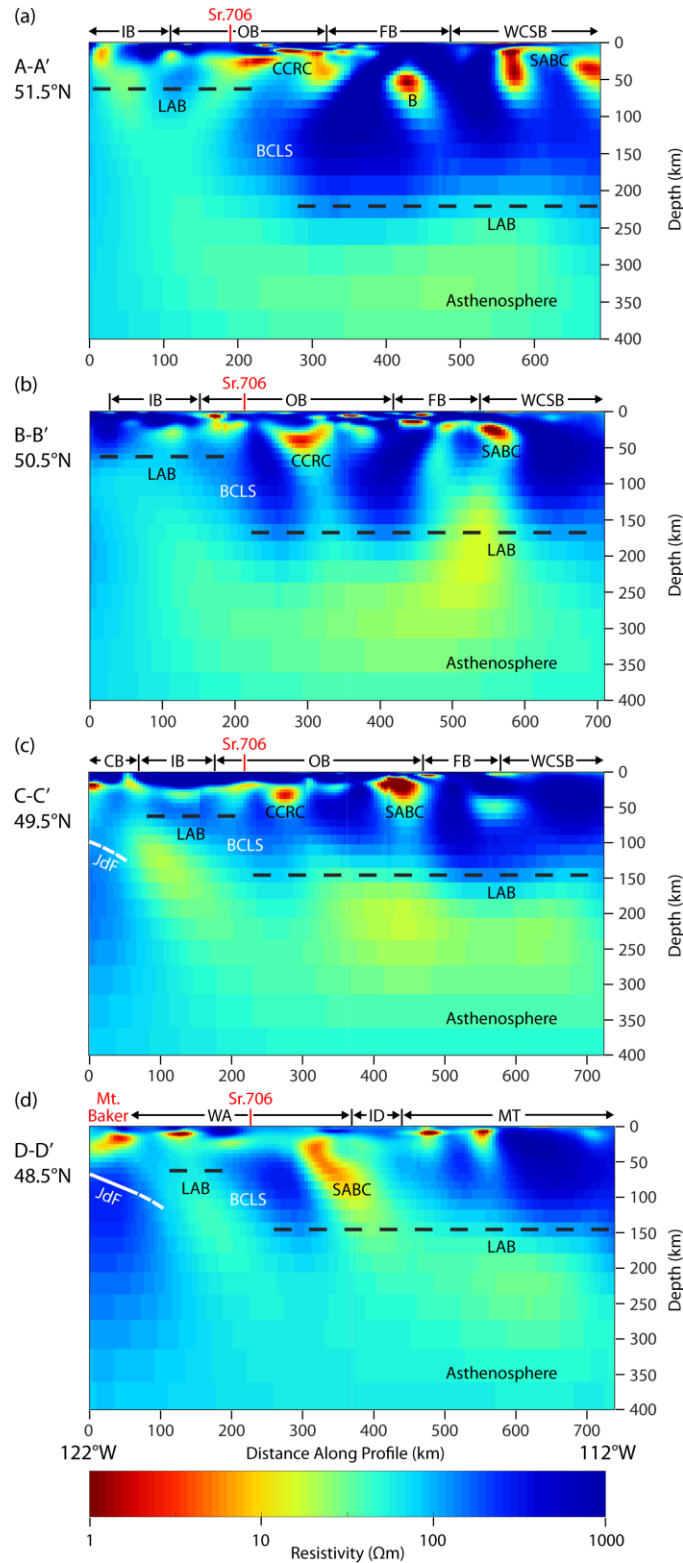 (a)
Sr.706
IB OB FB WCSB
A-A’
51.5°N
CCRC SABC
LAB B
BCLS
LAB
Asthenosphere
0
50
100
150
200
250
300
350
400
Depth (km)
0 100 200 300 400 500 600
(b)
Sr.706
IB OB FB WCSB
B-B’
50.5°N
CCRC SABC
LAB
BCLS
LAB
Asthenosphere
0
50
100
150
200
250
300
350
400
Depth (km)
0 100 200 300 400 500 600 700
(c)
Sr.706
CB IB OB FB WCSB
C-C’
49.5°N
CCRC SABC
LAB
BCLS
JdF
LAB
Asthenosphere
0
50
100
150
200
250
300
350
400
Depth (km)
0 100 200 300 400 500 600 700
(d)
Mt.
Baker
Sr.706
WA ID MT
D-D’
48.5°N
LAB SABC
BCLS
JdF
LAB
Asthenosphere
0
50
100
150
200
250
300
350
400
Depth (km)
0 100 200 300 400 500 600 700
122°W Distance Along Profile (km) 112°W
1 10 100 1000
Resistivity (Ωm)